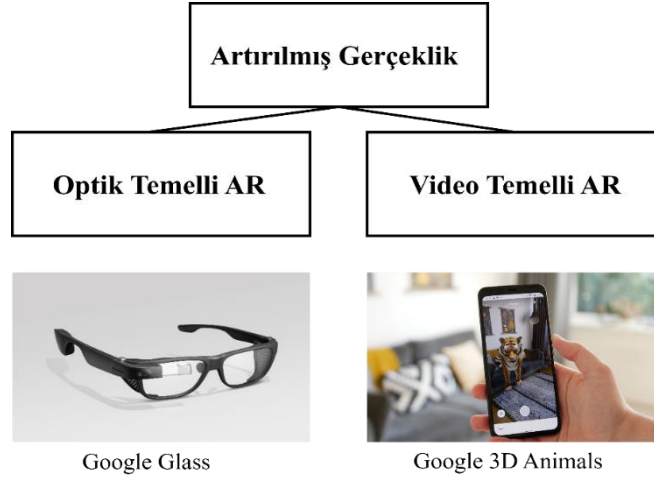 Artırılmış Gerçeklik
Optik Temelli AR
Video Temelli AR
Google Glass
Google 3D Animals